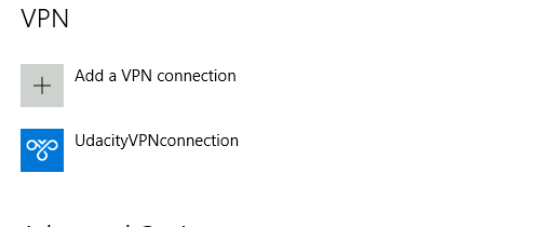 VPN
Add a VPN connection
UdacityVPNconnection